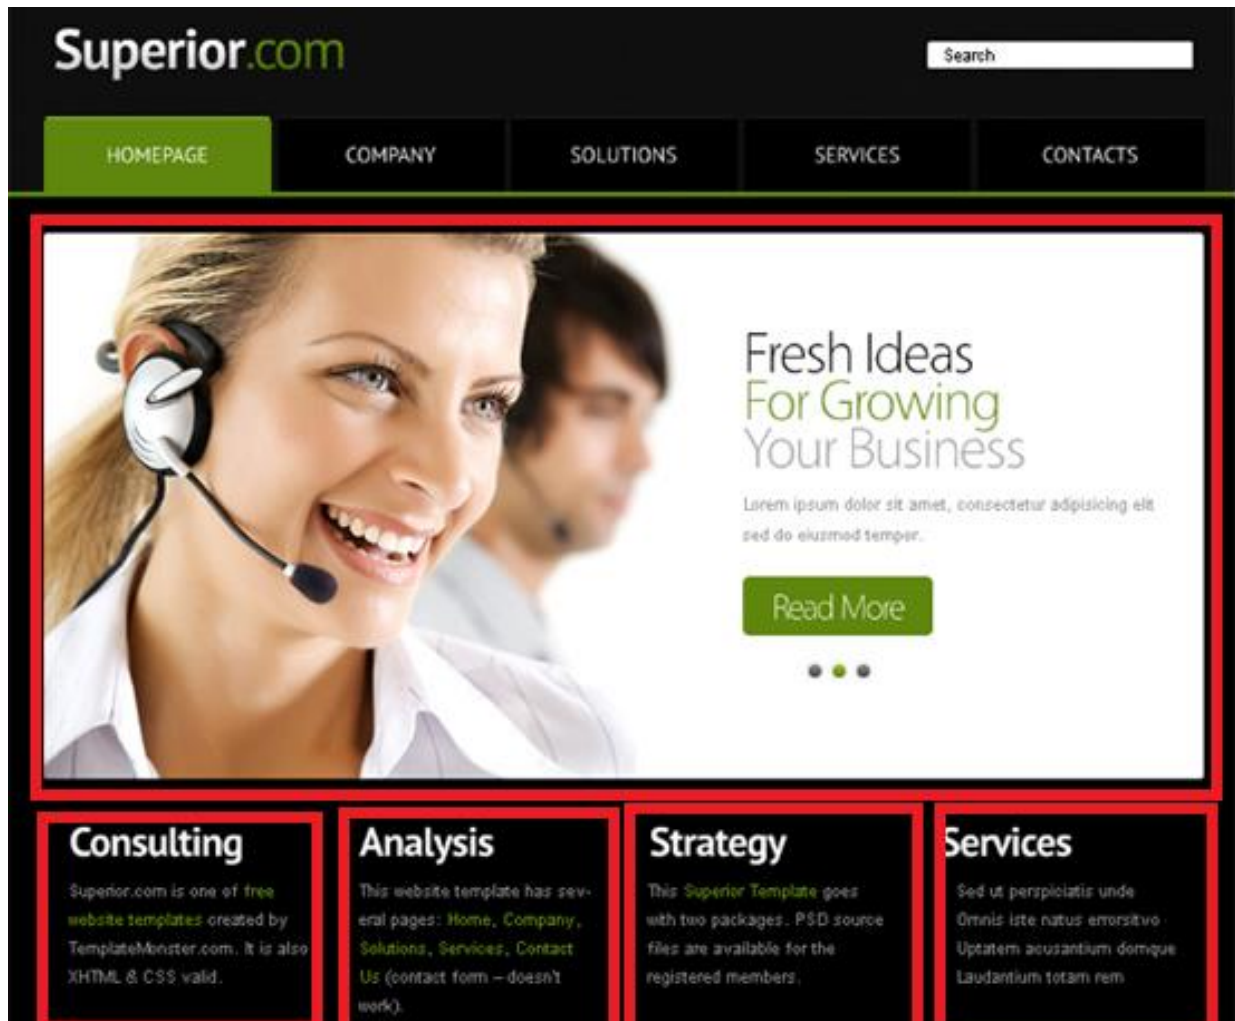 Superior.com
Search
HOMEPAGE
COMPANY
SOLUTIONS
SERVICES
CONTACTS
Fresh Ideas
For Growing
Your Business
Lorem ipsum dolor sit amet, consectetur adipisicing elit
sed do eiusmod tempor.
Read More
Consulting
Superior.com is one of free
website templates created by
TemplateMonster.com. It is also
XHTML & CSS valid.
Analysis
This website template has sev-
eral pages: Home, Company,
Solutions, Services, Contact
Us (contact form – doesn't
work).
Strategy
This Superior Template goes
with two packages. PSD source
files are available for the
registered members.
Services
Sed ut perspiciatis unde
Omnis iste natus errorsitvo
Uptatem acusantium domque
Laudantium totam rem